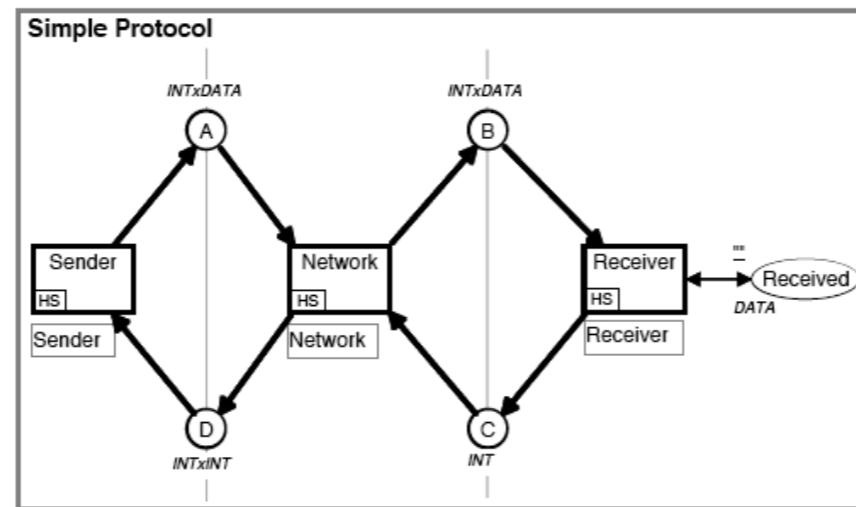 Simple Protocol
INTxDATA
INTxDATA
A
B
Sender
HS
Sender
Network
HS
Network
Receiver
HS
Receiver
""
Received
DATA
D
C
INTxINT
INT